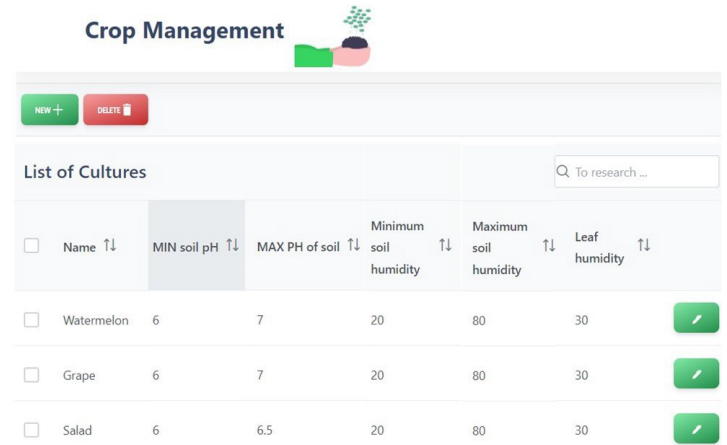 Crop Management
NEW
DELETE
List of Cultures
To research ...
Name MIN soil pH MAX PH of soil Minimum soil humidity Maximum soil humidity Leaf humidity
Watermelon 6 7 20 80 30
Grape 6 7 20 80 30
Salad 6 6.5 20 80 30